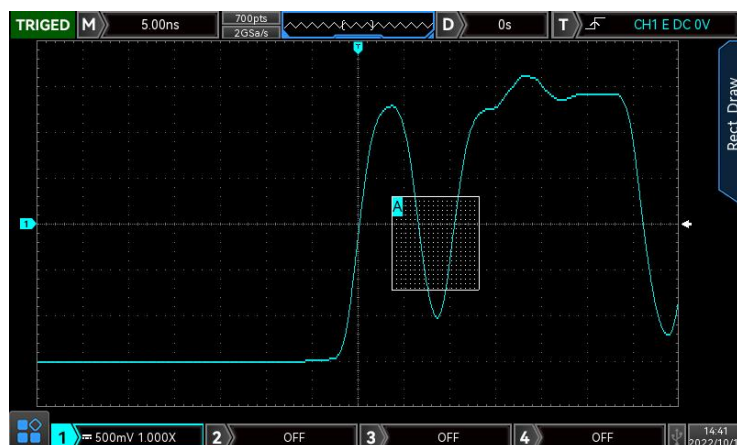 TRIGED M 5.00ns 700pts D 0s T CH1 E DC 0V
2GSa/s
T
Rect Draw
A
1
1 500mV 1.000X 2 OFF 3 OFF 4 OFF 14:41